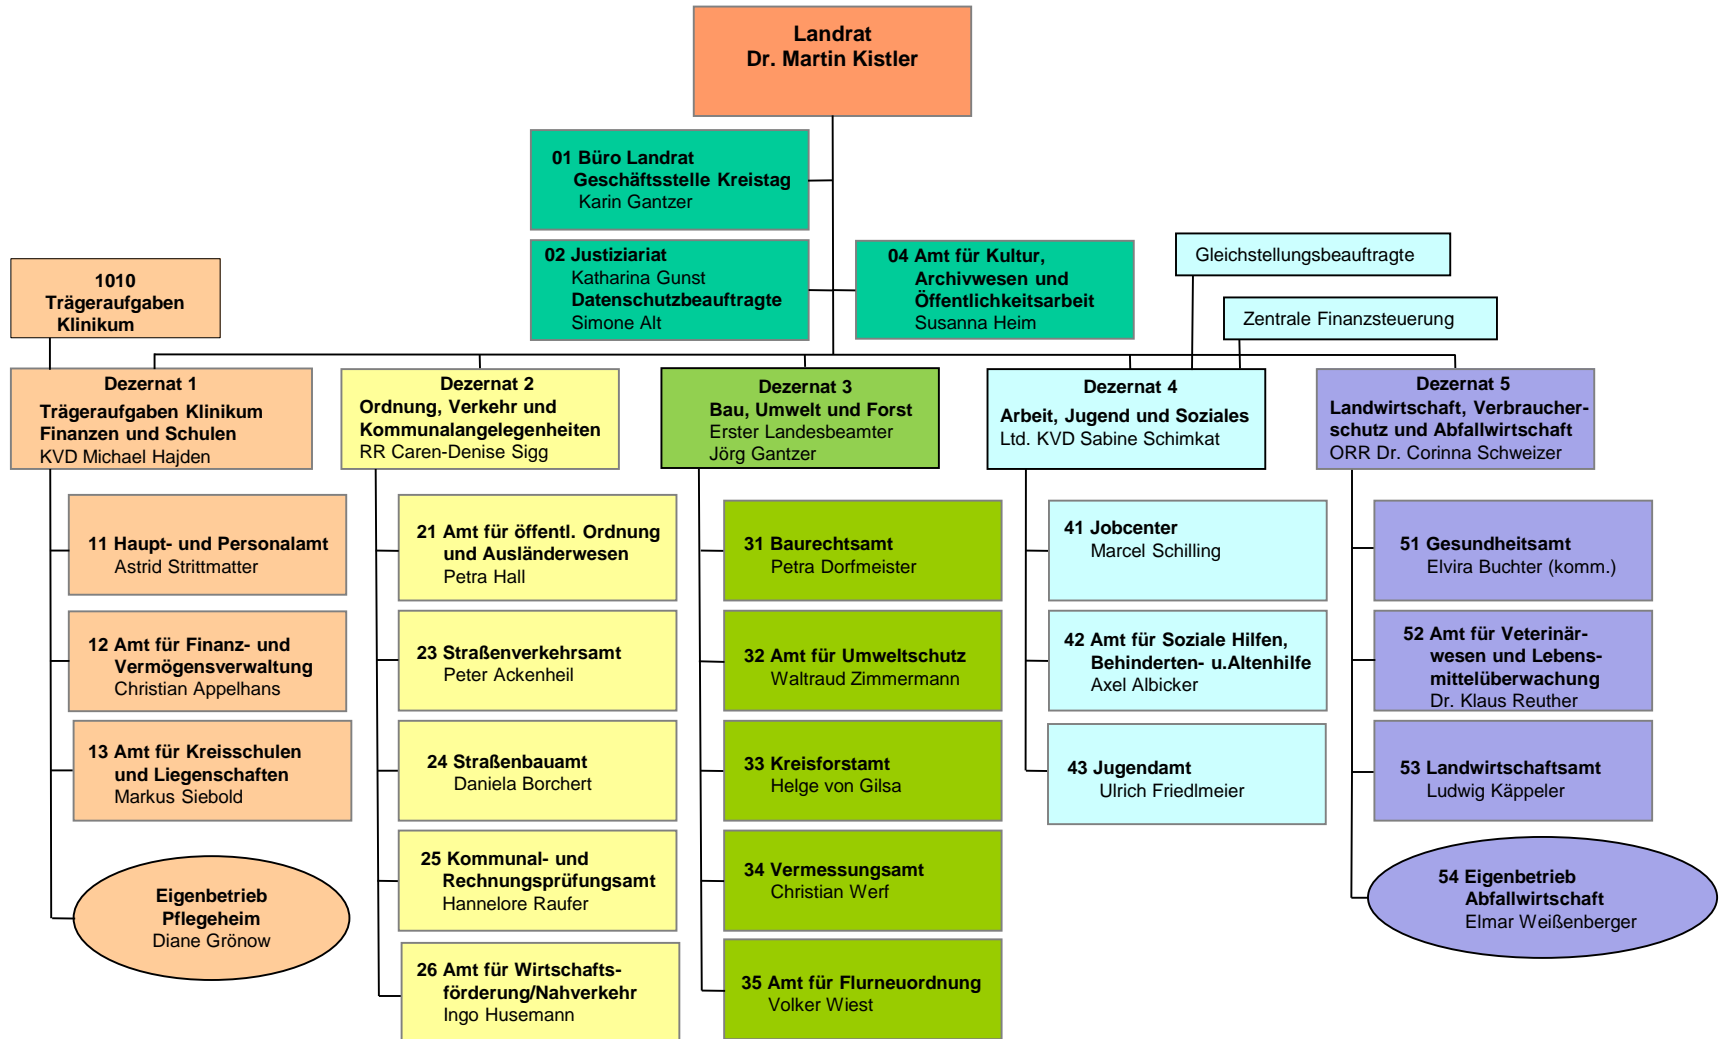 Landrat
Dr. Martin Kistler
01 Büro Landrat
Geschäftsstelle Kreistag
Karin Gantzer
02 Justiziariat
Katharina Gunst
Datenschutzbeauftragte
Simone Alt
04 Amt für Kultur,
Archivwesen und
Öffentlichkeitsarbeit
Susanna Heim
Gleichstellungsbeauftragte
Zentrale Finanzsteuerung
1010
Trägeraufgaben
Klinikum
Dezernat 1
Trägeraufgaben Klinikum
Finanzen und Schulen
KVD Michael Hajden
11 Haupt- und Personalamt
Astrid Strittmatter
12 Amt für Finanz- und
Vermögensverwaltung
Christian Appelhans
13 Amt für Kreisschulen
und Liegenschaften
Markus Siebold
Eigenbetrieb
Pflegeheim
Diane Grönow
Dezernat 2
Ordnung, Verkehr und
Kommunalangelegenheiten
RR Caren-Denise Sigg
21 Amt für öffentl. Ordnung
und Ausländerwesen
Petra Hall
23 Straßenverkehrsamt
Peter Ackenheil
24 Straßenbauamt
Daniela Borchert
25 Kommunal- und
Rechnungsprüfungsamt
Hannelore Raufer
26 Amt für Wirtschafts-
förderung/Nahverkehr
Ingo Husemann
Dezernat 3
Bau, Umwelt und Forst
Erster Landesbeamter
Jörg Gantzer
31 Baurechtsamt
Petra Dorfmeister
32 Amt für Umweltschutz
Waltraud Zimmermann
33 Kreisforstamt
Helge von Gilsa
34 Vermessungsamt
Christian Werf
35 Amt für Flurneuordnung
Volker Wiest
Dezernat 4
Arbeit, Jugend und Soziales
Ltd. KVD Sabine Schimkat
41 Jobcenter
Marcel Schilling
42 Amt für Soziale Hilfen,
Behinderten- u.Altenhilfe
Axel Albicker
43 Jugendamt
Ulrich Friedlmeier
Dezernat 5
Landwirtschaft, Verbraucher-
schutz und Abfallwirtschaft
ORR Dr. Corinna Schweizer
51 Gesundheitsamt
Elvira Buchter (komm.)
52 Amt für Veterinär-
wesen und Lebens-
mittelüberwachung
Dr. Klaus Reuther
53 Landwirtschaftsamt
Ludwig Käppeler
54 Eigenbetrieb
Abfallwirtschaft
Elmar Weißenberger